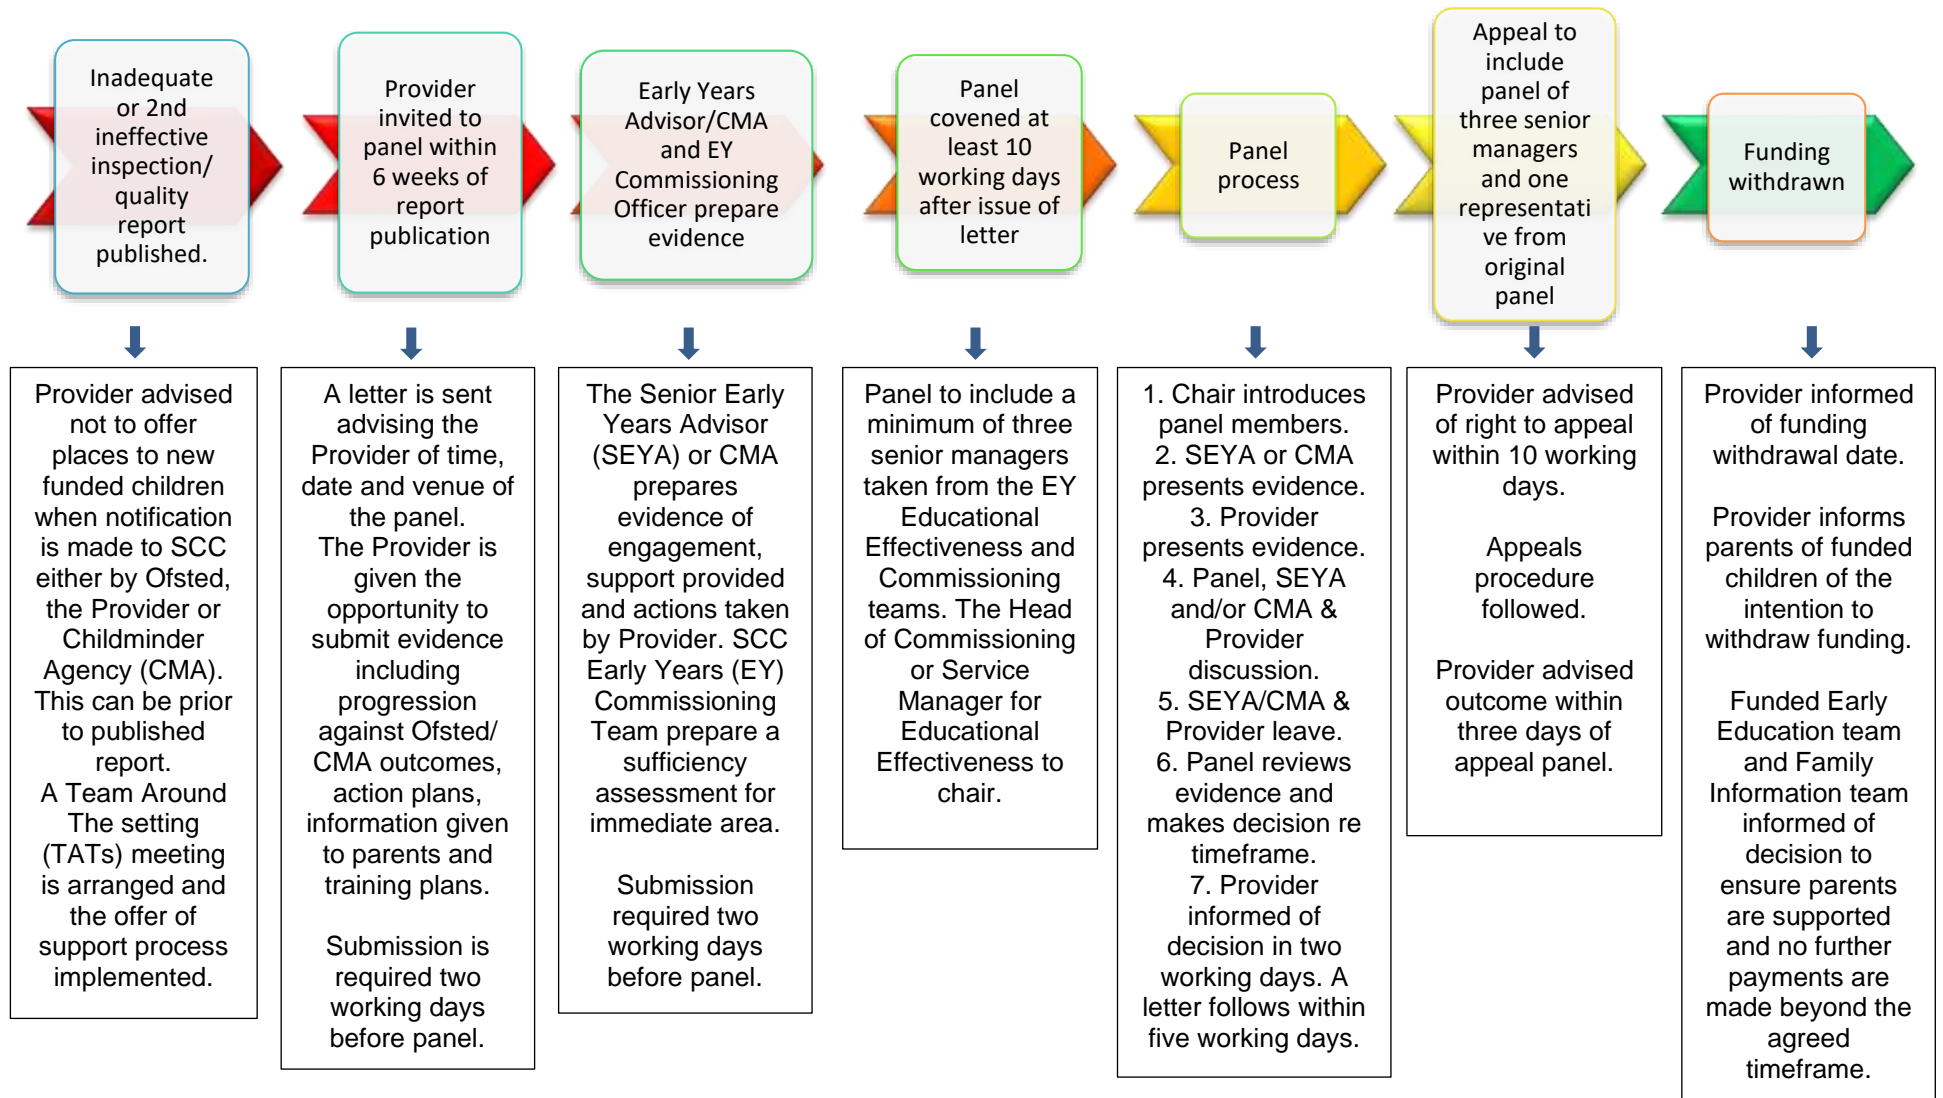 Inadequate
or 2nd
ineffective
inspection/
quality
report
published.
Provider
invited to
panel within
6 weeks of
report
publication
Early Years
Advisor/CMA
and EY
Commissioning
Officer prepare
evidence
Panel
covened at
least 10
working days
after issue of
letter
Panel
process
Appeal to
include
panel of
three senior
managers
and one
representati
ve from
original
panel
Funding
withdrawn
Provider advised
not to offer
places to new
funded children
when notification
is made to SCC
either by Ofsted,
the Provider or
Childminder
Agency (CMA).
This can be prior
to published
report.
A Team Around
The setting
(TATs) meeting
is arranged and
the offer of
support process
implemented.
A letter is sent
advising the
Provider of time,
date and venue of
the panel.
The Provider is
given the
opportunity to
submit evidence
including
progression
against Ofsted/
CMA outcomes,
action plans,
information given
to parents and
training plans.
Submission is
required two
working days
before panel.
The Senior Early
Years Advisor
(SEYA) or CMA
prepares
evidence of
engagement,
support provided
and actions taken
by Provider. SCC
Early Years (EY)
Commissioning
Team prepare a
sufficiency
assessment for
immediate area.
Submission
required two
working days
before panel.
Panel to include a
minimum of three
senior managers
taken from the EY
Educational
Effectiveness and
Commissioning
teams. The Head
of Commissioning
or Service
Manager for
Educational
Effectiveness to
chair.
1. Chair introduces
panel members.
2. SEYA or CMA
presents evidence.
3. Provider
presents evidence.
4. Panel, SEYA
and/or CMA &
Provider
discussion.
5. SEYA/CMA &
Provider leave.
6. Panel reviews
evidence and
makes decision re
timeframe.
7. Provider
informed of
decision in two
working days. A
letter follows within
five working days.
Provider advised
of right to appeal
within 10 working
days.
Appeals
procedure
followed.
Provider advised
outcome within
three days of
appeal panel.
Provider informed
of funding
withdrawal date.
Provider informs
parents of funded
children of the
intention to
withdraw funding.
Funded Early
Education team
and Family
Information team
informed of
decision to
ensure parents
are supported
and no further
payments are
made beyond the
agreed
timeframe.